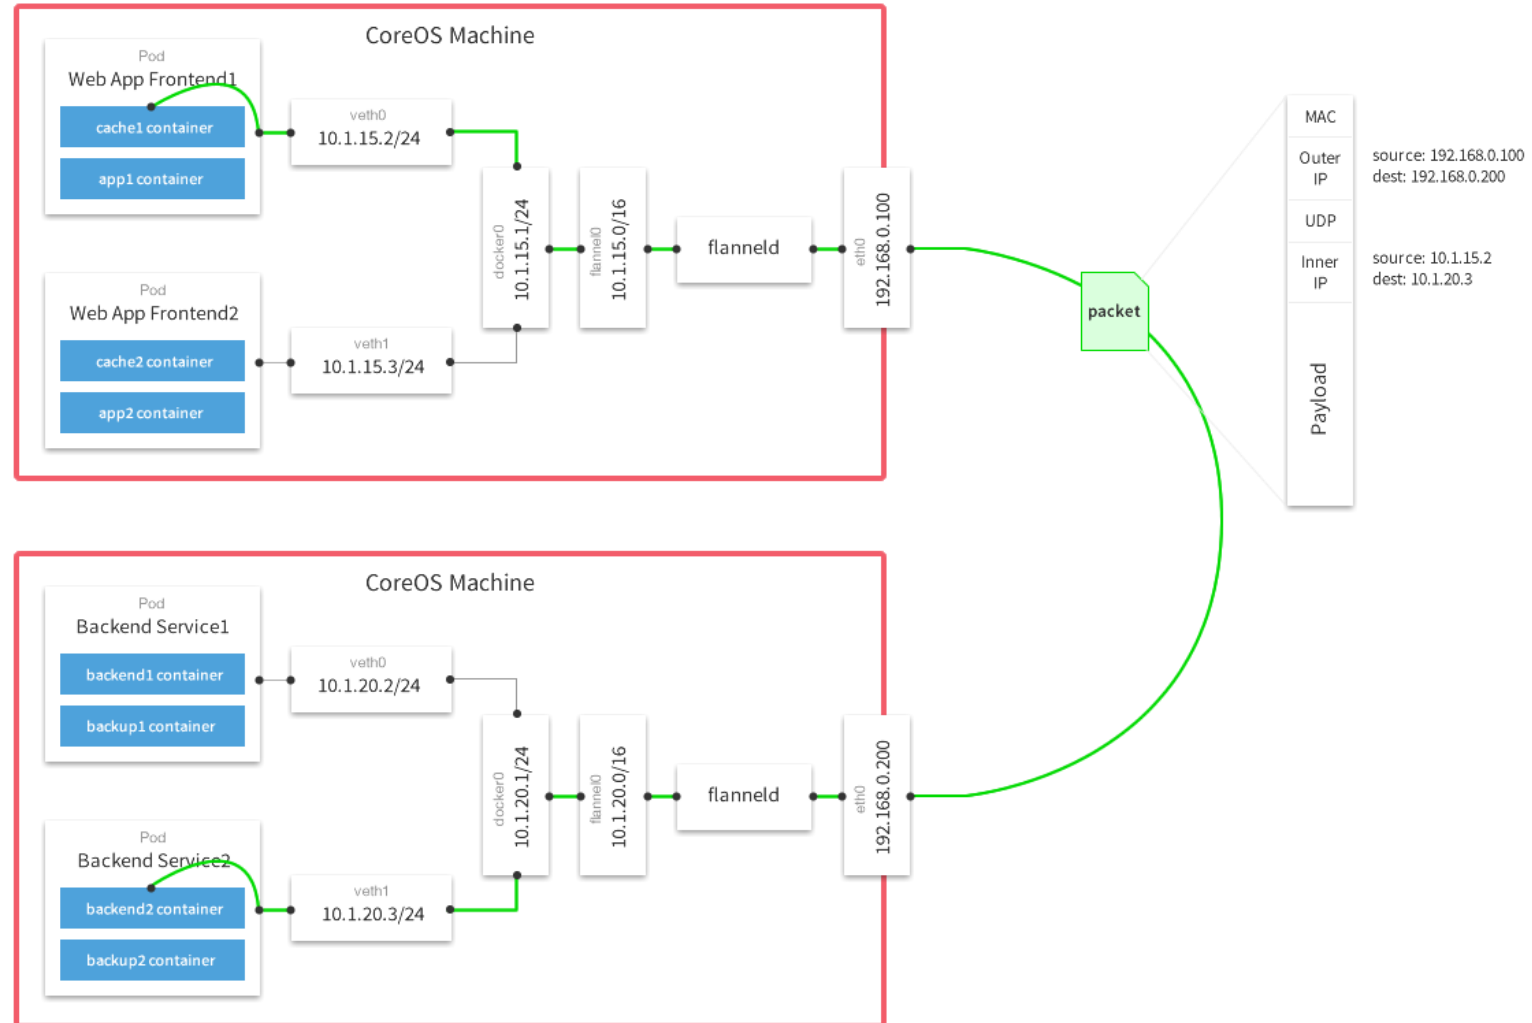 CoreOS Machine
Pod
Web App Frontend1
cache1 container
app1 container
veth0
10.1.15.2/24
Pod
Web App Frontend2
cache2 container
app2 container
veth1
10.1.15.3/24
docker0
10.1.15.1/24
flannel0
10.1.15.0/16
flanneld
eth0
192.168.0.100
packet
MAC
Outer
IP
source: 192.168.0.100
dest: 192.168.0.200
UDP
Inner
IP
source: 10.1.15.2
dest: 10.1.20.3
Payload
CoreOS Machine
Pod
Backend Service1
backend1 container
backup1 container
veth0
10.1.20.2/24
Pod
Backend Service2
backend2 container
backup2 container
veth1
10.1.20.3/24
docker0
10.1.20.1/24
flannel0
10.1.20.0/16
flanneld
eth0
192.168.0.200